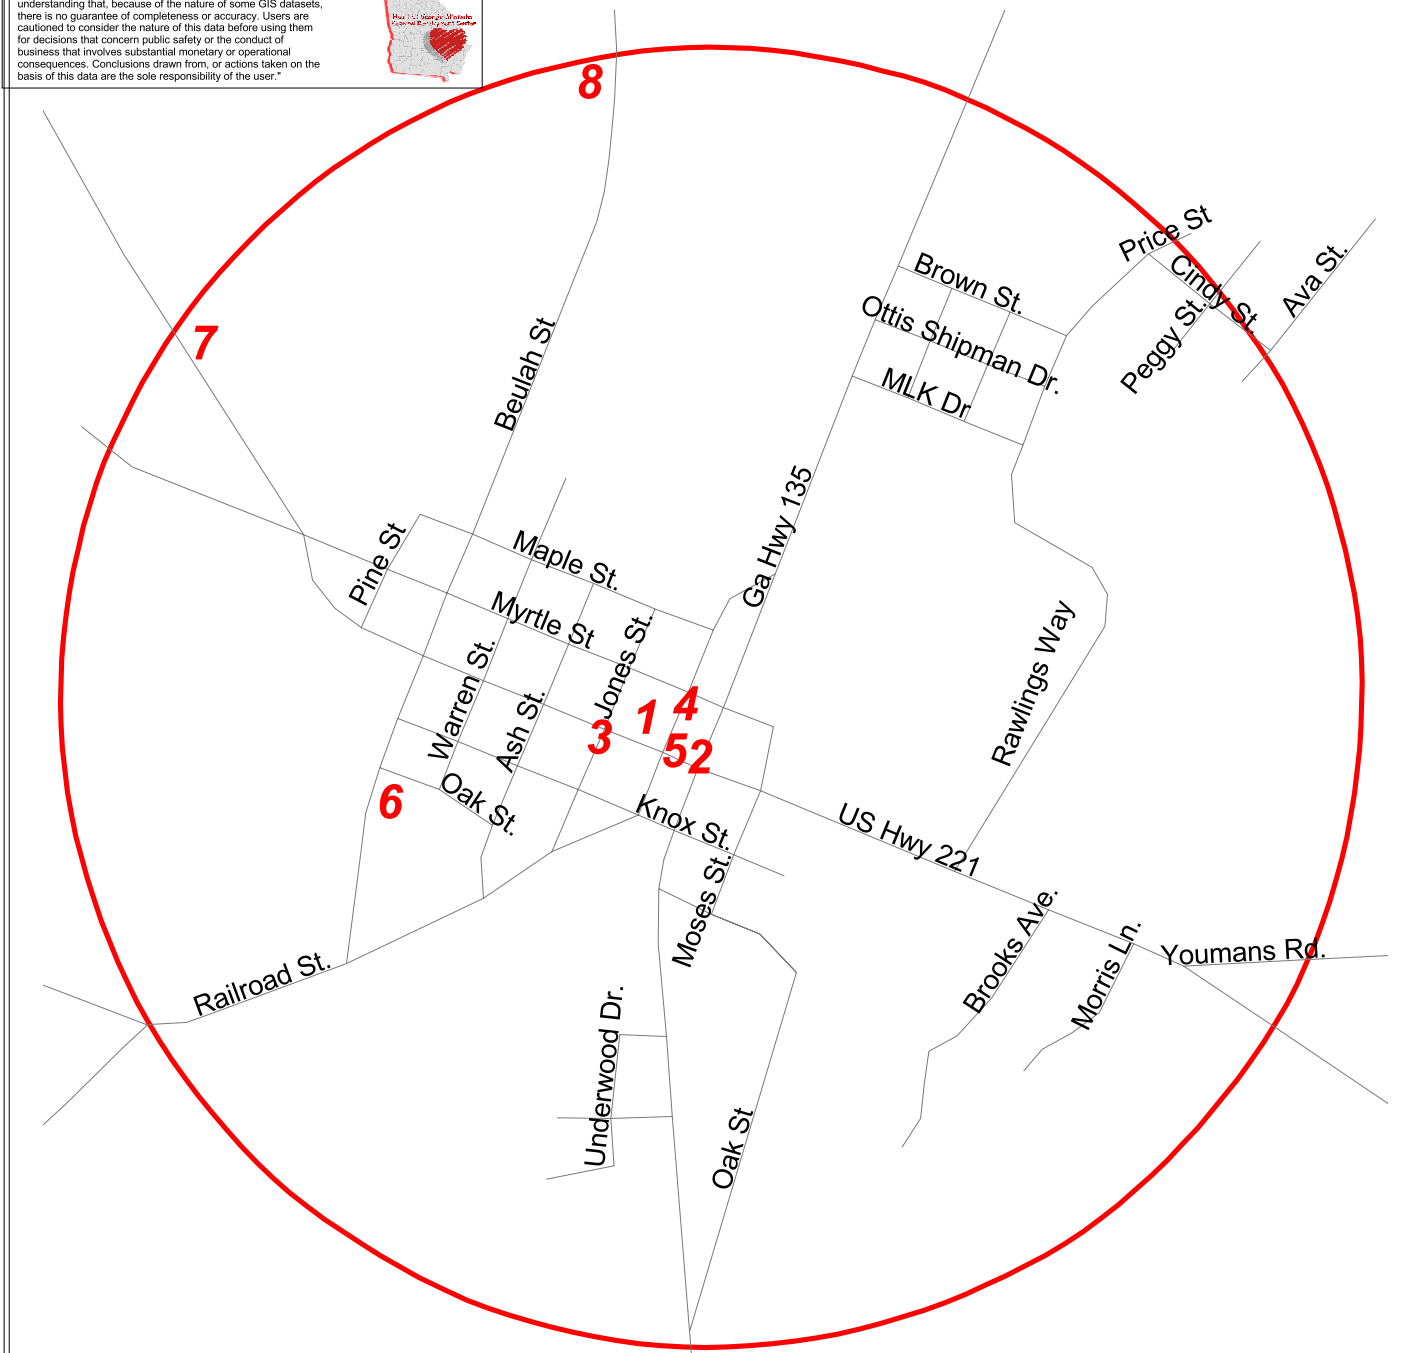 understanding that, because of the nature of some GIS datasets,
there is no guarantee of completeness or accuracy. Users are
cautioned to consider the nature of this data before using them
for decisions that concern public safety or the conduct of
business that involves substantial monetary or operational
consequences. Conclusions drawn from, or actions taken on the
basis of this data are the sole responsibility of the user."
8
Price St
Cindy St.
Ava St.
Brown St.
Peggy St.
Ottis Shipman Dr.
7
MLK Dr
Beulah St
Ga Hwy 135
Pine St
Maple St.
Myrtle St
Jones St.
Warren St.
Rawlings Way
Ash St.
1
4
3
5
2
6
Oak St.
Knox St.
US Hwy 221
Moses St.
Brooks Ave.
Morris Ln.
Youmans Rd.
Railroad St.
Underwood Dr.
Oak St